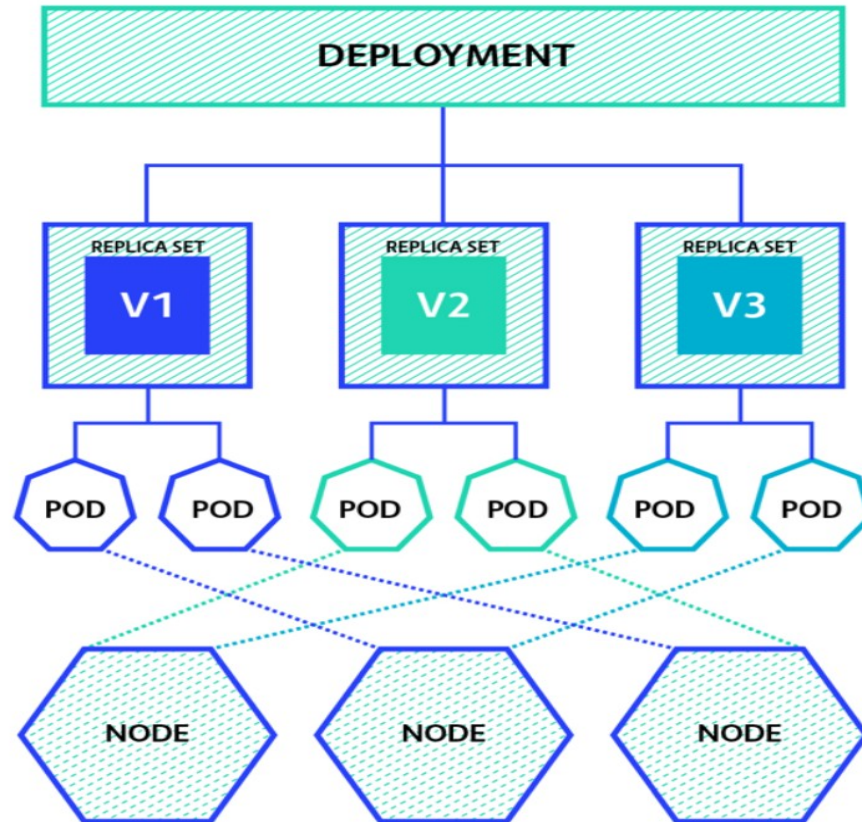 DEPLOYMENT
REPLICA SET
V1
REPLICA SET
V2
REPLICA SET
V3
POD
POD
POD
POD
POD
POD
NODE
NODE
NODE